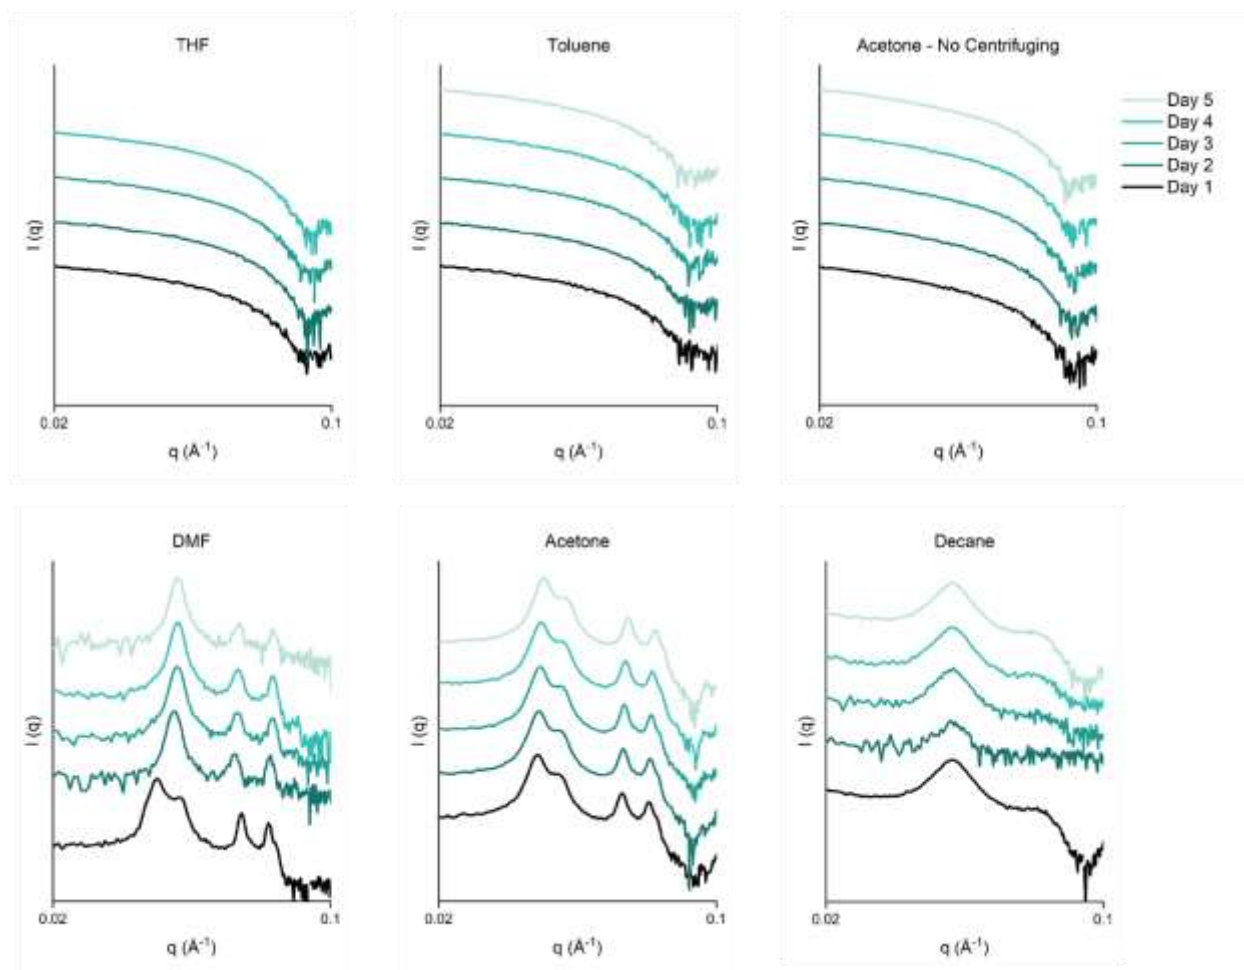 THF
I (q)
0.02
0.1
q (Å⁻¹)
Toluene
I (q)
0.02
0.1
q (Å⁻¹)
Acetone - No Centrifuging
I (q)
0.02
0.1
q (Å⁻¹)
Day 5
Day 4
Day 3
Day 2
Day 1
DMF
I (q)
0.02
0.1
q (Å⁻¹)
Acetone
I (q)
0.02
0.1
q (Å⁻¹)
Decane
I (q)
0.02
0.1
q (Å⁻¹)